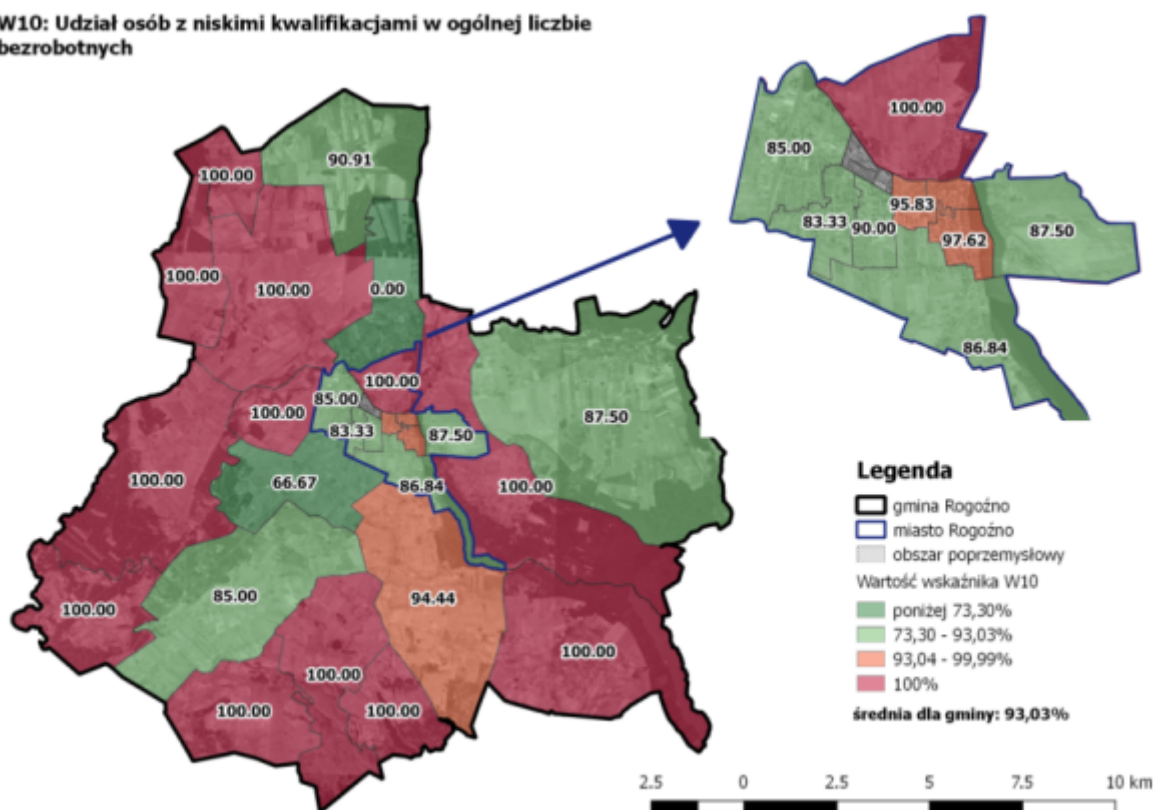 W10: Udział osób z niskimi kwalifikacjami w ogólnej liczbie
bezrobotnych
100.00
90.91
100.00
100.00
0.00
100.00
85.00
100.00
83.33
87.50
87.50
100.00
66.67
86.84
100.00
85.00
94.44
100.00
100.00
100.00
100.00
100.00
100.00
85.00
95.83
83.33
90.00
97.62
87.50
86.84
Legenda
gmina Rogoźno
miasto Rogoźno
obszar poprzemysłowy
Wartość wskaźnika W10
poniżej 73,30%
73,30 - 93,03%
93,04 - 99,99%
100%
średnia dla gminy: 93,03%
2.5 0 2.5 5 7.5 10 km